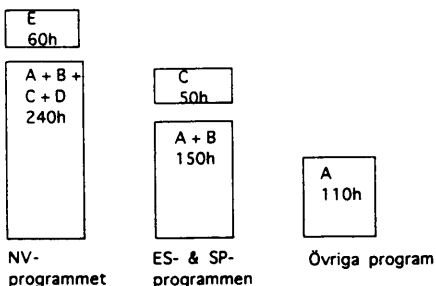 E
60h
A + B +
C + D
240h
NV-
programmet
C
50h
A + B
150h
ES- & SP-
programmen
A
110h
Övriga program